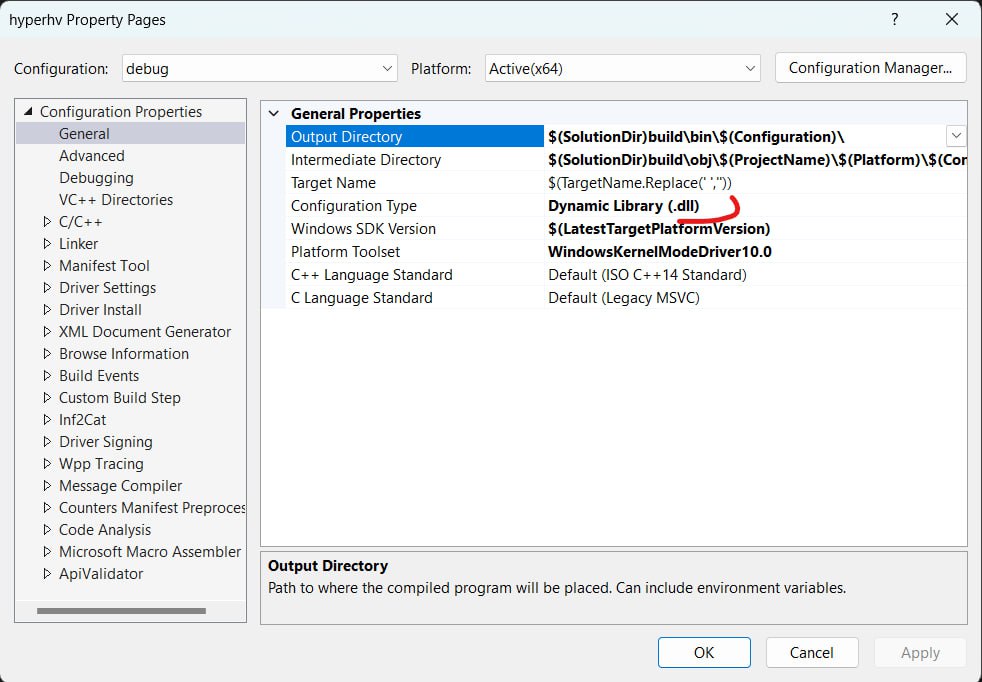 hyperhv Property Pages
?
Configuration: debug Platform: Active(x64) Configuration Manager...
Configuration Properties
General
Advanced
Debugging
VC++ Directories
C/C++
Linker
Manifest Tool
Driver Settings
Driver Install
XML Document Generator
Browse Information
Build Events
Custom Build Step
Inf2Cat
Driver Signing
Wpp Tracing
Message Compiler
Counters Manifest Preproces
Code Analysis
Microsoft Macro Assembler
ApiValidator
General Properties
Output Directory $(SolutionDir)build\bin\$(Configuration)\
Intermediate Directory $(SolutionDir)build\obj\$(ProjectName)\$(Platform)\$(Con
Target Name $(TargetName.Replace(' ',''))
Configuration Type Dynamic Library (.dll)
Windows SDK Version $(LatestTargetPlatformVersion)
Platform Toolset WindowsKernelModeDriver10.0
C++ Language Standard Default (ISO C++14 Standard)
C Language Standard Default (Legacy MSVC)
Output Directory
Path to where the compiled program will be placed. Can include environment variables.
OK Cancel Apply